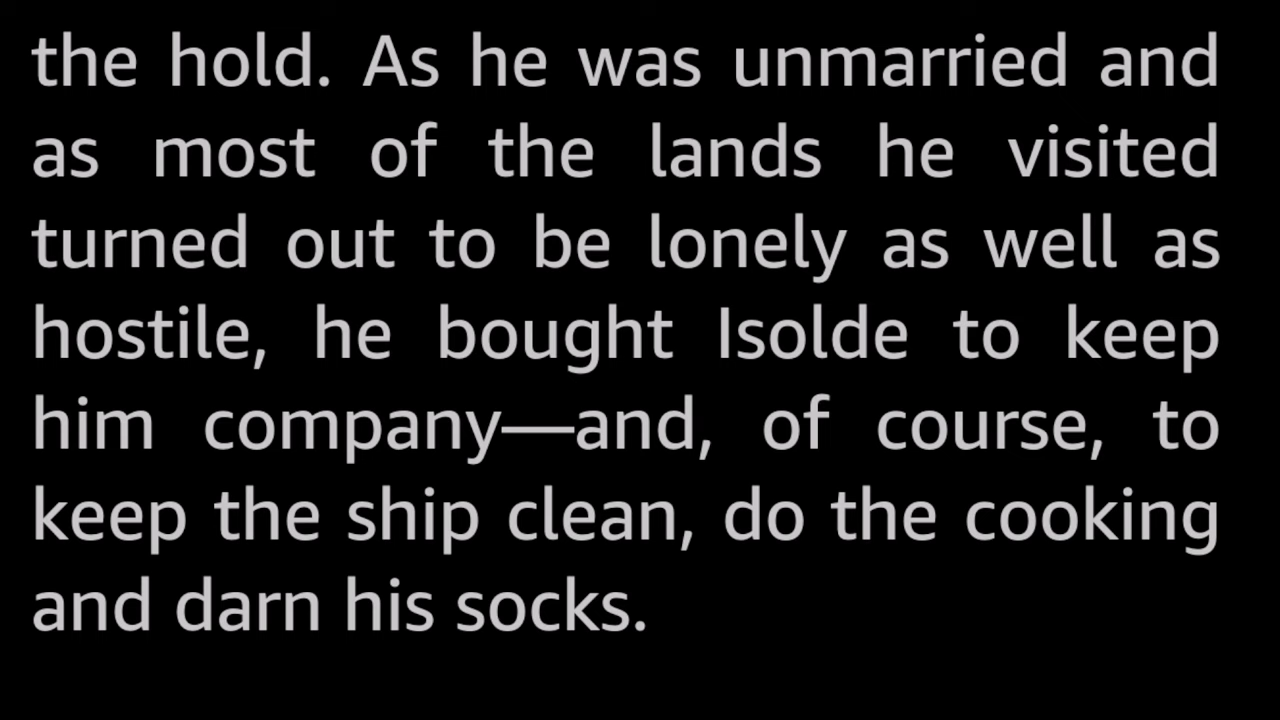 the hold. As he was unmarried and
as most of the lands he visited
turned out to be lonely as well as
hostile, he bought Isolde to keep
him company—and, of course, to
keep the ship clean, do the cooking
and darn his socks.